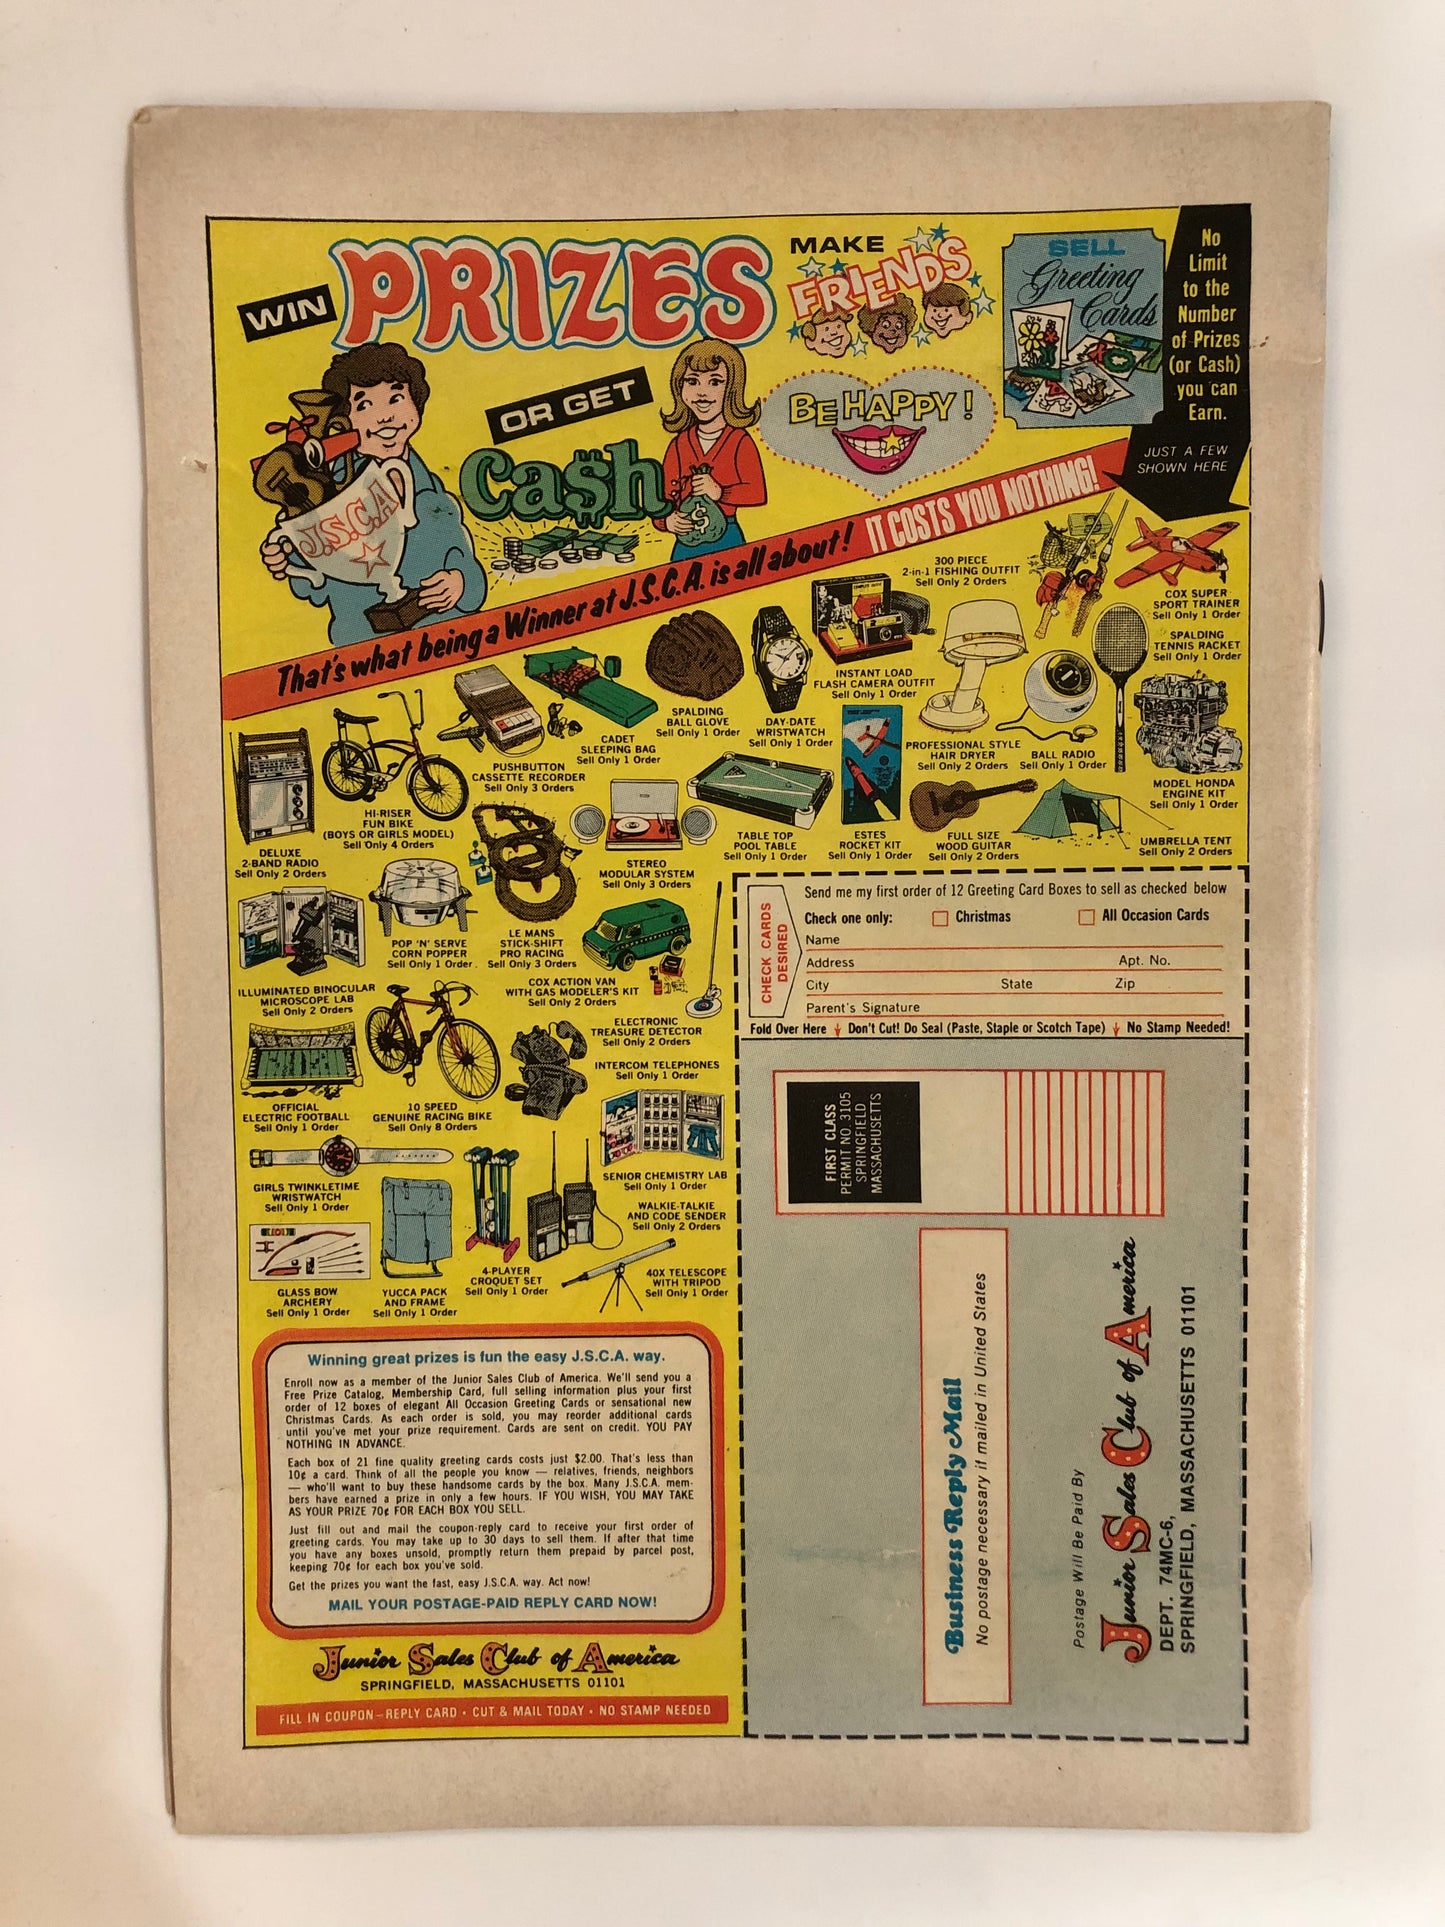 WIN PRIZES
OR GET
Cash
MAKE
FRIENDS
BE HAPPY!
SELL
Greeting
Cards
No
Limit
to the
Number
of Prizes
(or Cash)
you can
Earn.
JUST A FEW
SHOWN HERE
J.S.C.A
$
That's what being a Winner at J.S.C.A. is all about! IT COSTS YOU NOTHING!
300 PIECE
2-in-1 FISHING OUTFIT
Sell Only 2 Orders
COX SUPER
SPORT TRAINER
Sell Only 1 Order
SPALDING
TENNIS RACKET
Sell Only 1 Order
INSTANT LOAD
FLASH CAMERA OUTFIT
Sell Only 1 Order
SPALDING
BALL GLOVE
Sell Only 1 Order
DAY-DATE
WRISTWATCH
Sell Only 1 Order
CADET
SLEEPING BAG
Sell Only 1 Order
PROFESSIONAL STYLE
HAIR DRYER
Sell Only 2 Orders
BALL RADIO
Sell Only 1 Order
PUSHBUTTON
CASSETTE RECORDER
Sell Only 3 Orders
MODEL HONDA
ENGINE KIT
Sell Only 1 Order
HI-RISER
FUN BIKE
(BOYS OR GIRLS MODEL)
Sell Only 4 Orders
DELUXE
2-BAND RADIO
Sell Only 2 Orders
STEREO
MODULAR SYSTEM
Sell Only 3 Orders
TABLE TOP
POOL TABLE
Sell Only 1 Order
ESTES
ROCKET KIT
Sell Only 1 Order
FULL SIZE
WOOD GUITAR
Sell Only 2 Orders
UMBRELLA TENT
Sell Only 2 Orders
POP 'N' SERVE
CORN POPPER
Sell Only 1 Order
LE MANS
STICK-SHIFT
PRO RACING
Sell Only 3 Orders
ILLUMINATED BINOCULAR
MICROSCOPE LAB
Sell Only 2 Orders
COX ACTION VAN
WITH GAS MODELER'S KIT
Sell Only 2 Orders
ELECTRONIC
TREASURE DETECTOR
Sell Only 2 Orders
INTERCOM TELEPHONES
Sell Only 1 Order
OFFICIAL
ELECTRIC FOOTBALL
Sell Only 1 Order
10 SPEED
GENUINE RACING BIKE
Sell Only 8 Orders
SENIOR CHEMISTRY LAB
Sell Only 1 Order
GIRLS TWINKLETIME
WRISTWATCH
Sell Only 1 Order
WALKIE-TALKIE
AND CODE SENDER
Sell Only 2 Orders
GLASS BOW
ARCHERY
Sell Only 1 Order
YUCCA PACK
AND FRAME
Sell Only 1 Order
4-PLAYER
CROQUET SET
Sell Only 1 Order
40X TELESCOPE
WITH TRIPOD
Sell Only 1 Order
Winning great prizes is fun the easy J.S.C.A. way.
Enroll now as a member of the Junior Sales Club of America. We'll send you a
Free Prize Catalog, Membership Card, full selling information plus your first
order of 12 boxes of elegant All Occasion Greeting Cards or sensational new
Christmas Cards. As each order is sold, you may reorder additional cards
until you've met your prize requirement. Cards are sent on credit. YOU PAY
NOTHING IN ADVANCE.
Each box of 21 fine quality greeting cards costs just $2.00. That's less than
10¢ a card. Think of all the people you know — relatives, friends, neighbors
— who'll want to buy these handsome cards by the box. Many J.S.C.A. mem-
bers have earned a prize in only a few hours. IF YOU WISH, YOU MAY TAKE
AS YOUR PRIZE 70¢ FOR EACH BOX YOU SELL.
Just fill out and mail the coupon-reply card to receive your first order of
greeting cards. You may take up to 30 days to sell them. If after that time
you have any boxes unsold, promptly return them prepaid by parcel post,
keeping 70¢ for each box you've sold.
Get the prizes you want the fast, easy J.S.C.A. way. Act now!
MAIL YOUR POSTAGE-PAID REPLY CARD NOW!
Junior Sales Club of America
SPRINGFIELD, MASSACHUSETTS 01101
FILL IN COUPON–REPLY CARD • CUT & MAIL TODAY • NO STAMP NEEDED
CHECK CARDS
DESIRED
Send me my first order of 12 Greeting Card Boxes to sell as checked below
Check one only: Christmas All Occasion Cards
Name
Address Apt. No.
City State Zip
Parent's Signature
Fold Over Here Don't Cut! Do Seal (Paste, Staple or Scotch Tape) No Stamp Needed!
FIRST CLASS
PERMIT NO. 3105
SPRINGFIELD
MASSACHUSETTS
Business Reply Mail
No postage necessary if mailed in United States
Postage Will Be Paid By
Junior Sales Club of America
DEPT. 74MC-6,
SPRINGFIELD, MASSACHUSETTS 01101